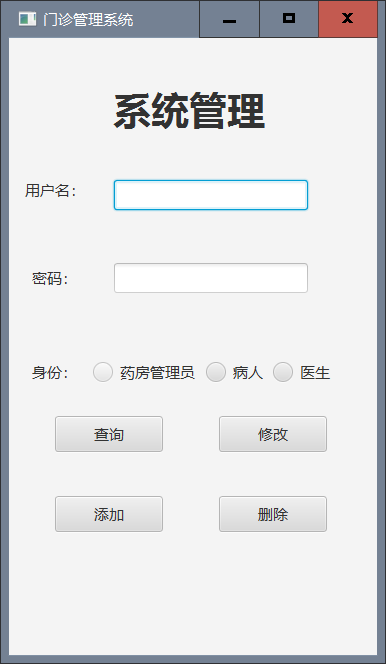 门诊管理系统
系统管理
用户名:
密码:
身份: 药房管理员 病人 医生
查询 修改
添加 删除